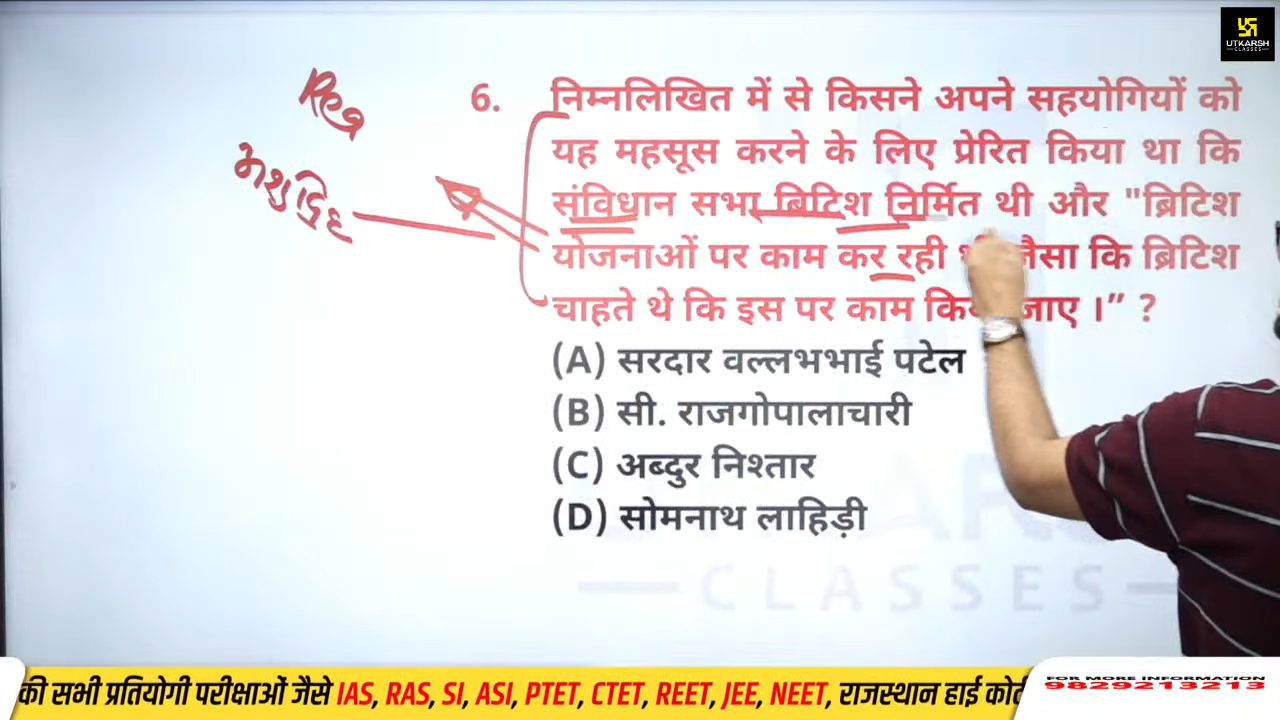 UTKARSH
CLASSES
6. निम्नलिखित में से किसने अपने सहयोगियों को
यह महसूस करने के लिए प्रेरित किया था कि
संविधान सभा ब्रिटिश निर्मित थी और "ब्रिटिश
योजनाओं पर काम कर रही जैसा कि ब्रिटिश
चाहते थे कि इस पर काम जाए ।” ?
(A) सरदार वल्लभभाई पटेल
(B) सी. राजगोपालाचारी
(C) अब्दुर निश्तार
(D) सोमनाथ लाहिड़ी
CLASSES
की सभी प्रतियोगी परीक्षाओं जैसे IAS, RAS, SI, ASI, PTET, CTET, REET, JEE, NEET, राजस्थान हाई
FOR MORE INFORMATION
9829213213